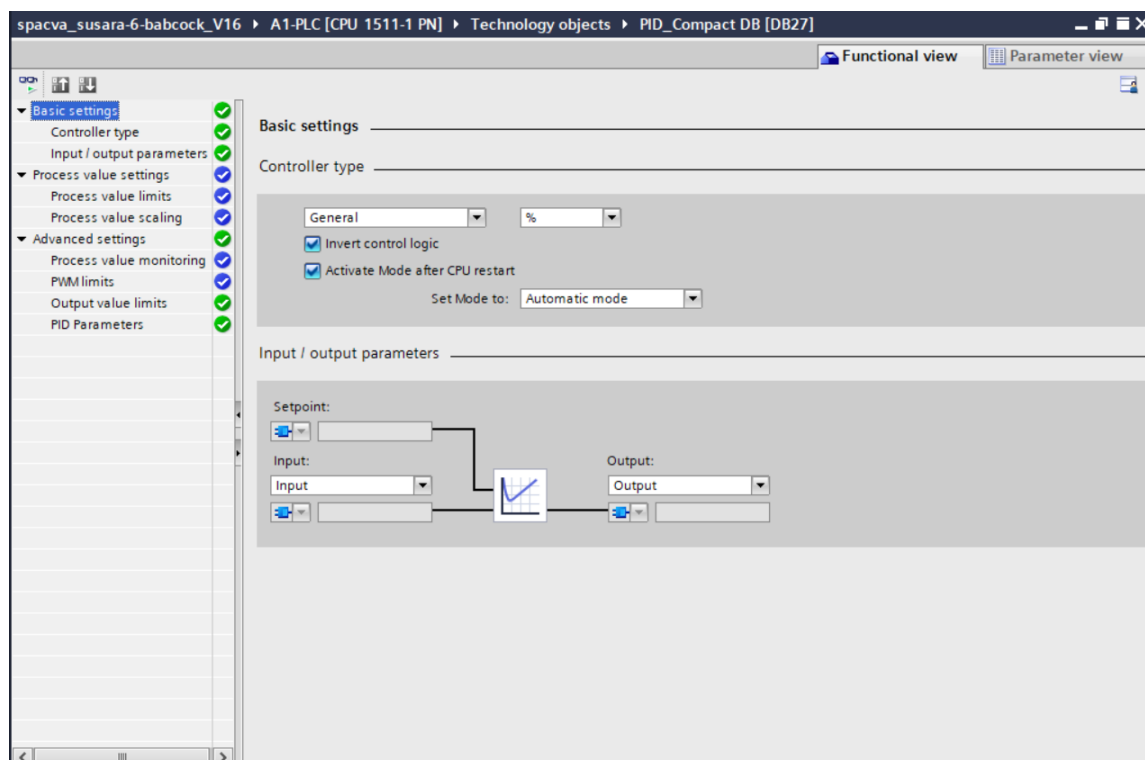 spacva_susara-6-babcock_V16 ▸ A1-PLC [CPU 1511-1 PN] ▸ Technology objects ▸ PID_Compact DB [DB27]
Functional view
Parameter view
Basic settings
Controller type
Input / output parameters
Process value settings
Process value limits
Process value scaling
Advanced settings
Process value monitoring
PWM limits
Output value limits
PID Parameters
Basic settings
Controller type
General
%
Invert control logic
Activate Mode after CPU restart
Set Mode to: Automatic mode
Input / output parameters
Setpoint:
Input:
Input
Output:
Output